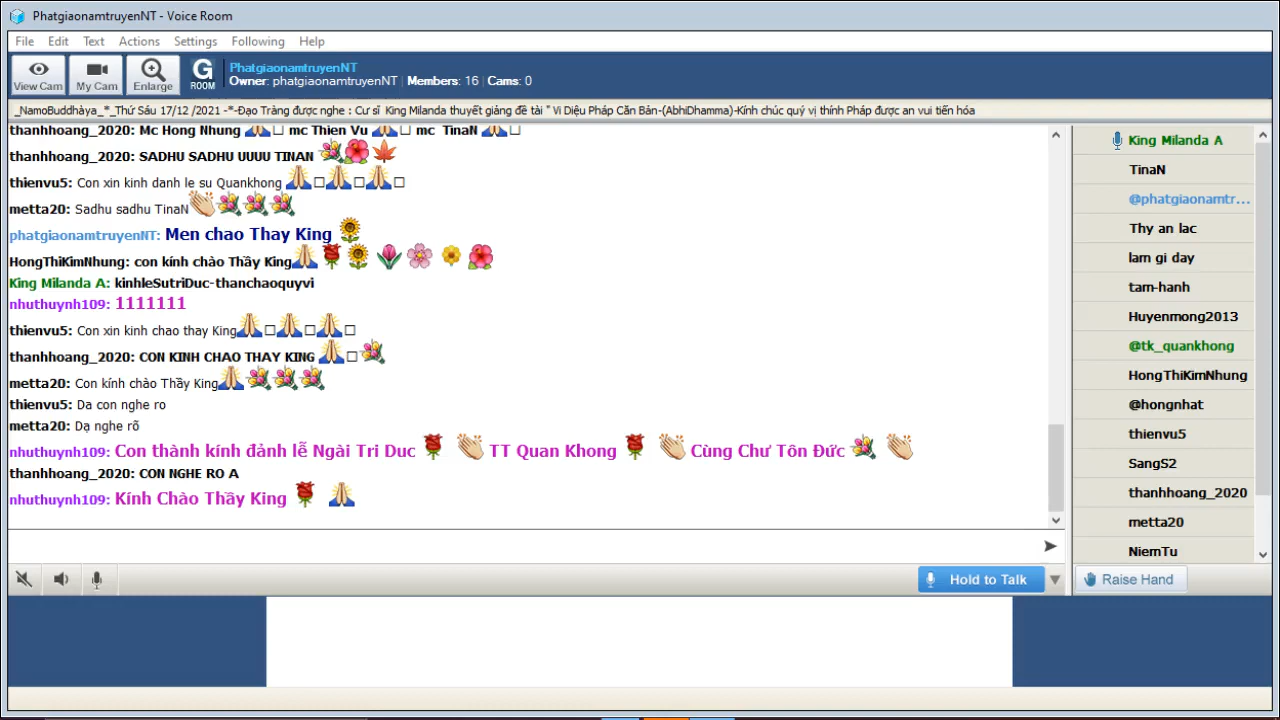 PhatgiaonamtruyenNT - Voice Room
File Edit Text Actions Settings Following Help
View Cam My Cam Enlarge G ROOM PhatgiaonamtruyenNT
Owner: phatgiaonamtruyenNT | Members: 16 | Cams: 0
_NamoBuddhàya_*_Thứ Sáu 17/12 /2021 -*-Đạo Tràng được nghe : Cư sĩ King Milanda thuyết giảng đề tài " Vi Diệu Pháp Căn Bản-(AbhiDhamma)-Kính chúc quý vị thính Pháp được an vui tiến hóa
thanhhoang_2020: Mc Hong Nhung 🙏□ mc Thien Vu 🙏□ mc TinaN 🙏□
thanhhoang_2020: SADHU SADHU UUUU TINAN 💐🌺🍁
thienvu5: Con xin kinh danh le su Quankhong 🙏□🙏□🙏□
metta20: Sadhu sadhu TinaN👏💐💐💐
phatgiaonamtruyenNT: Men chao Thay King 🌻
HongThiKimNhung: con kính chào Thầy King🙏🌹🌻🌷🌸🌼🌺
King Milanda A: kinhleSutriDuc-thanchaoquyvi
nhuthuynh109: 1111111
thienvu5: Con xin kinh chao thay King🙏□🙏□🙏□
thanhhoang_2020: CON KINH CHAO THAY KING 🙏□💐
metta20: Con kính chào Thầy King🙏💐💐💐
thienvu5: Da con nghe ro
metta20: Dạ nghe rõ
nhuthuynh109: Con thành kính đảnh lễ Ngài Tri Duc 🌹 👏 TT Quan Khong 🌹 👏 Cùng Chư Tôn Đức 💐 👏
thanhhoang_2020: CON NGHE RO A
nhuthuynh109: Kính Chào Thầy King 🌹 🙏
King Milanda A
TinaN
@phatgiaonamtr...
Thy an lac
lam gi day
tam-hanh
Huyenmong2013
@tk_quankhong
HongThiKimNhung
@hongnhat
thienvu5
SangS2
thanhhoang_2020
metta20
NiemTu
Hold to Talk
Raise Hand